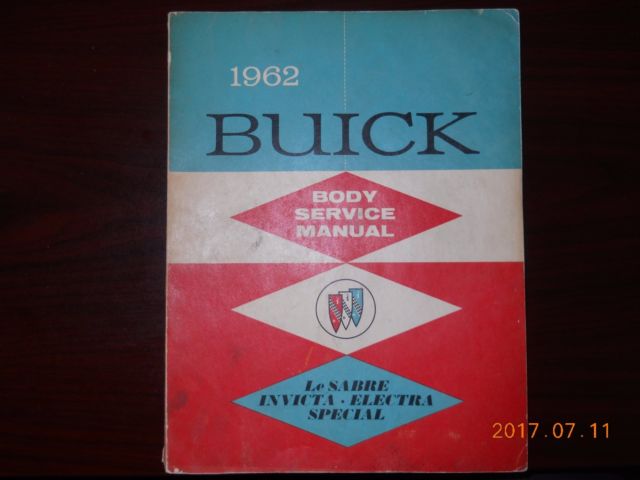 1962
BUICK
BODY
SERVICE
MANUAL
Le SABRE
INVICTA · ELECTRA
SPECIAL
2017.07.11